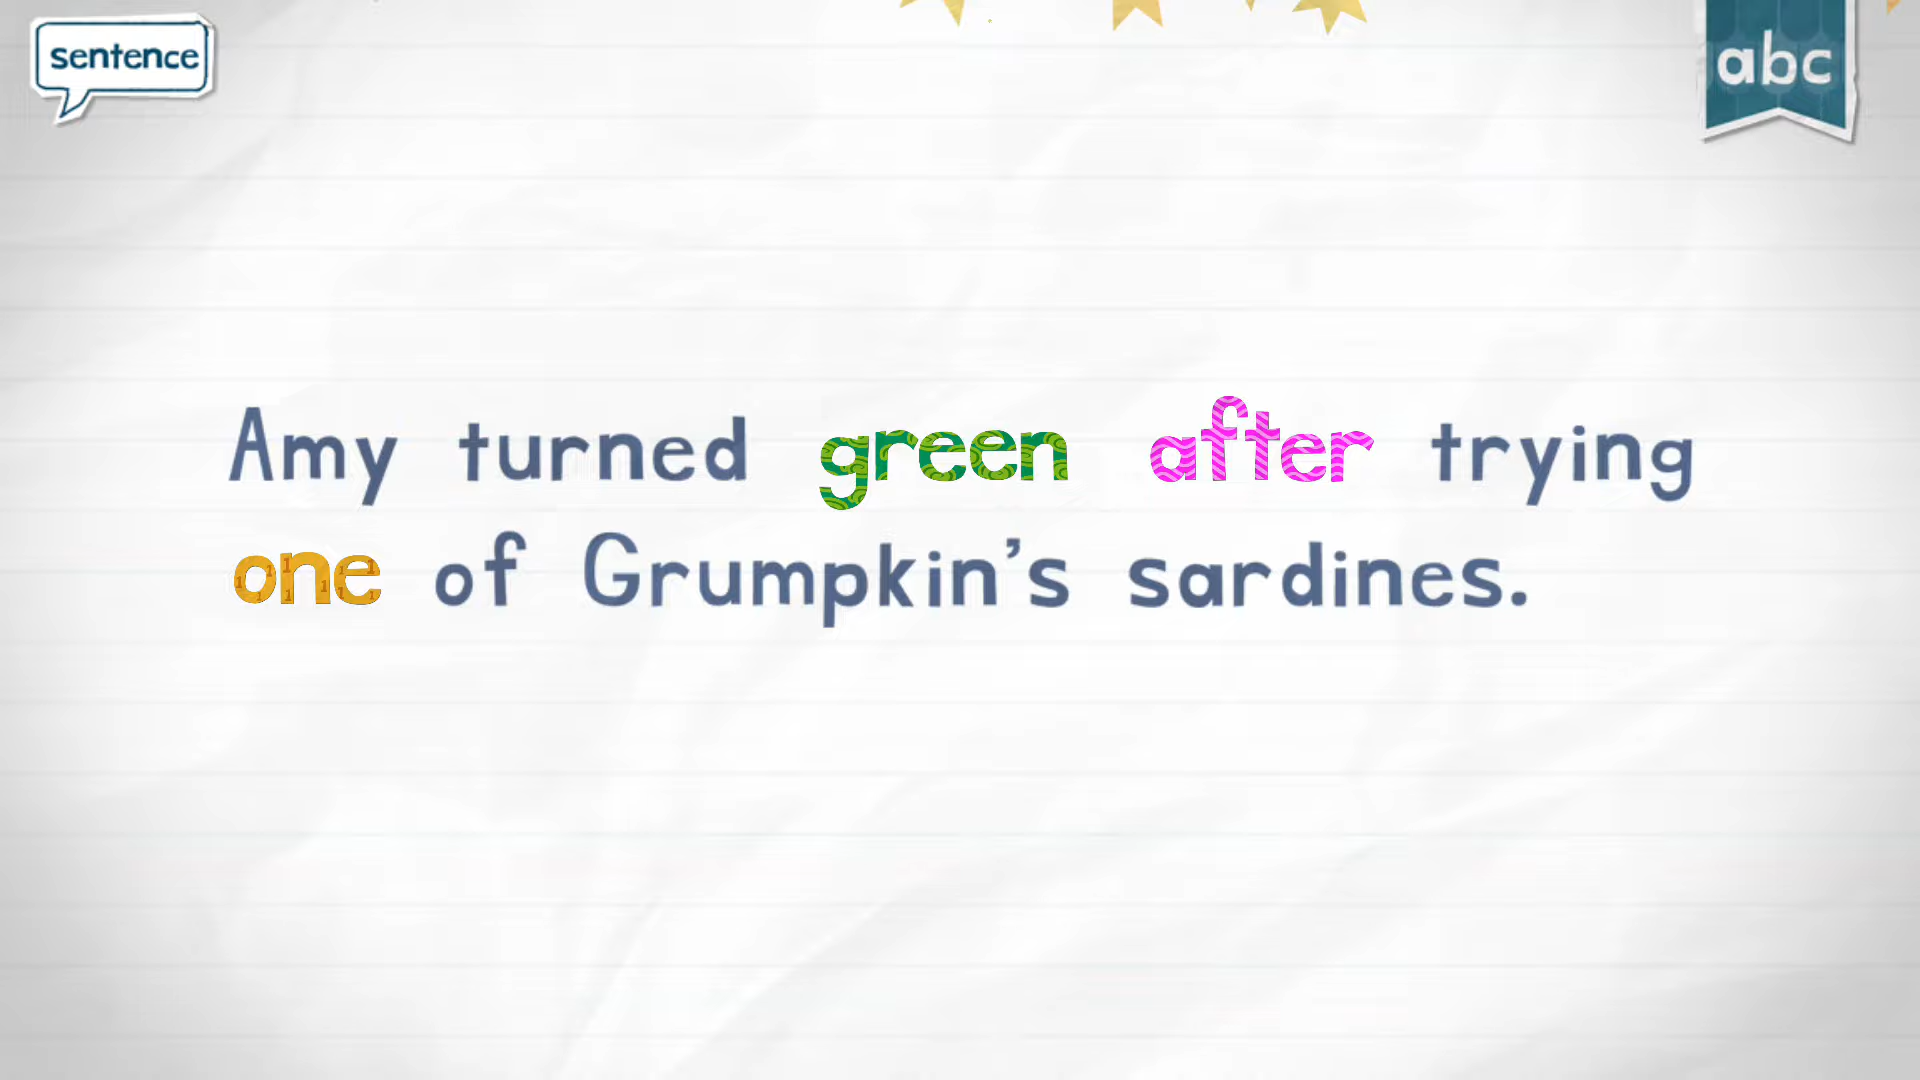 sentence
abc
Amy turned green after trying
one of Grumpkin’s sardines.